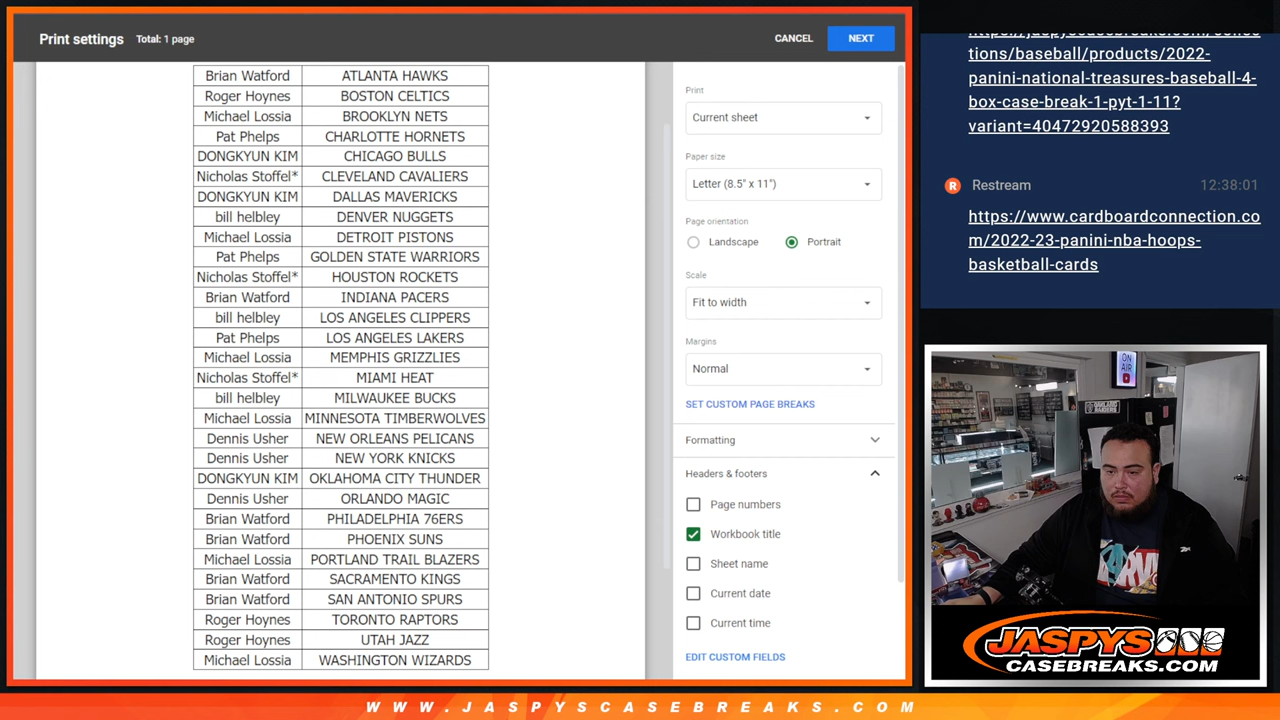 Print settings Total: 1 page CANCEL NEXT
Brian Watford ATLANTA HAWKS
Roger Hoynes BOSTON CELTICS
Michael Lossia BROOKLYN NETS
Pat Phelps CHARLOTTE HORNETS
DONGKYUN KIM CHICAGO BULLS
Nicholas Stoffel* CLEVELAND CAVALIERS
DONGKYUN KIM DALLAS MAVERICKS
bill helbley DENVER NUGGETS
Michael Lossia DETROIT PISTONS
Pat Phelps GOLDEN STATE WARRIORS
Nicholas Stoffel* HOUSTON ROCKETS
Brian Watford INDIANA PACERS
bill helbley LOS ANGELES CLIPPERS
Pat Phelps LOS ANGELES LAKERS
Michael Lossia MEMPHIS GRIZZLIES
Nicholas Stoffel* MIAMI HEAT
bill helbley MILWAUKEE BUCKS
Michael Lossia MINNESOTA TIMBERWOLVES
Dennis Usher NEW ORLEANS PELICANS
Dennis Usher NEW YORK KNICKS
DONGKYUN KIM OKLAHOMA CITY THUNDER
Dennis Usher ORLANDO MAGIC
Brian Watford PHILADELPHIA 76ERS
Brian Watford PHOENIX SUNS
Michael Lossia PORTLAND TRAIL BLAZERS
Brian Watford SACRAMENTO KINGS
Brian Watford SAN ANTONIO SPURS
Roger Hoynes TORONTO RAPTORS
Roger Hoynes UTAH JAZZ
Michael Lossia WASHINGTON WIZARDS
Print
Current sheet
Paper size
Letter (8.5" x 11")
Page orientation
Landscape Portrait
Scale
Fit to width
Margins
Normal
SET CUSTOM PAGE BREAKS
Formatting
Headers & footers
Page numbers
Workbook title
Sheet name
Current date
Current time
EDIT CUSTOM FIELDS
https://jaspyscasebreaks.com/collec
tions/baseball/products/2022-
panini-national-treasures-baseball-4-
box-case-break-1-pyt-1-11?
variant=40472920588393
R Restream 12:38:01
https://www.cardboardconnection.co
m/2022-23-panini-nba-hoops-
basketball-cards
ON
AIR
JASPYS
CASEBREAKS.COM
WWW.JASPYSCASEBREAKS.COM